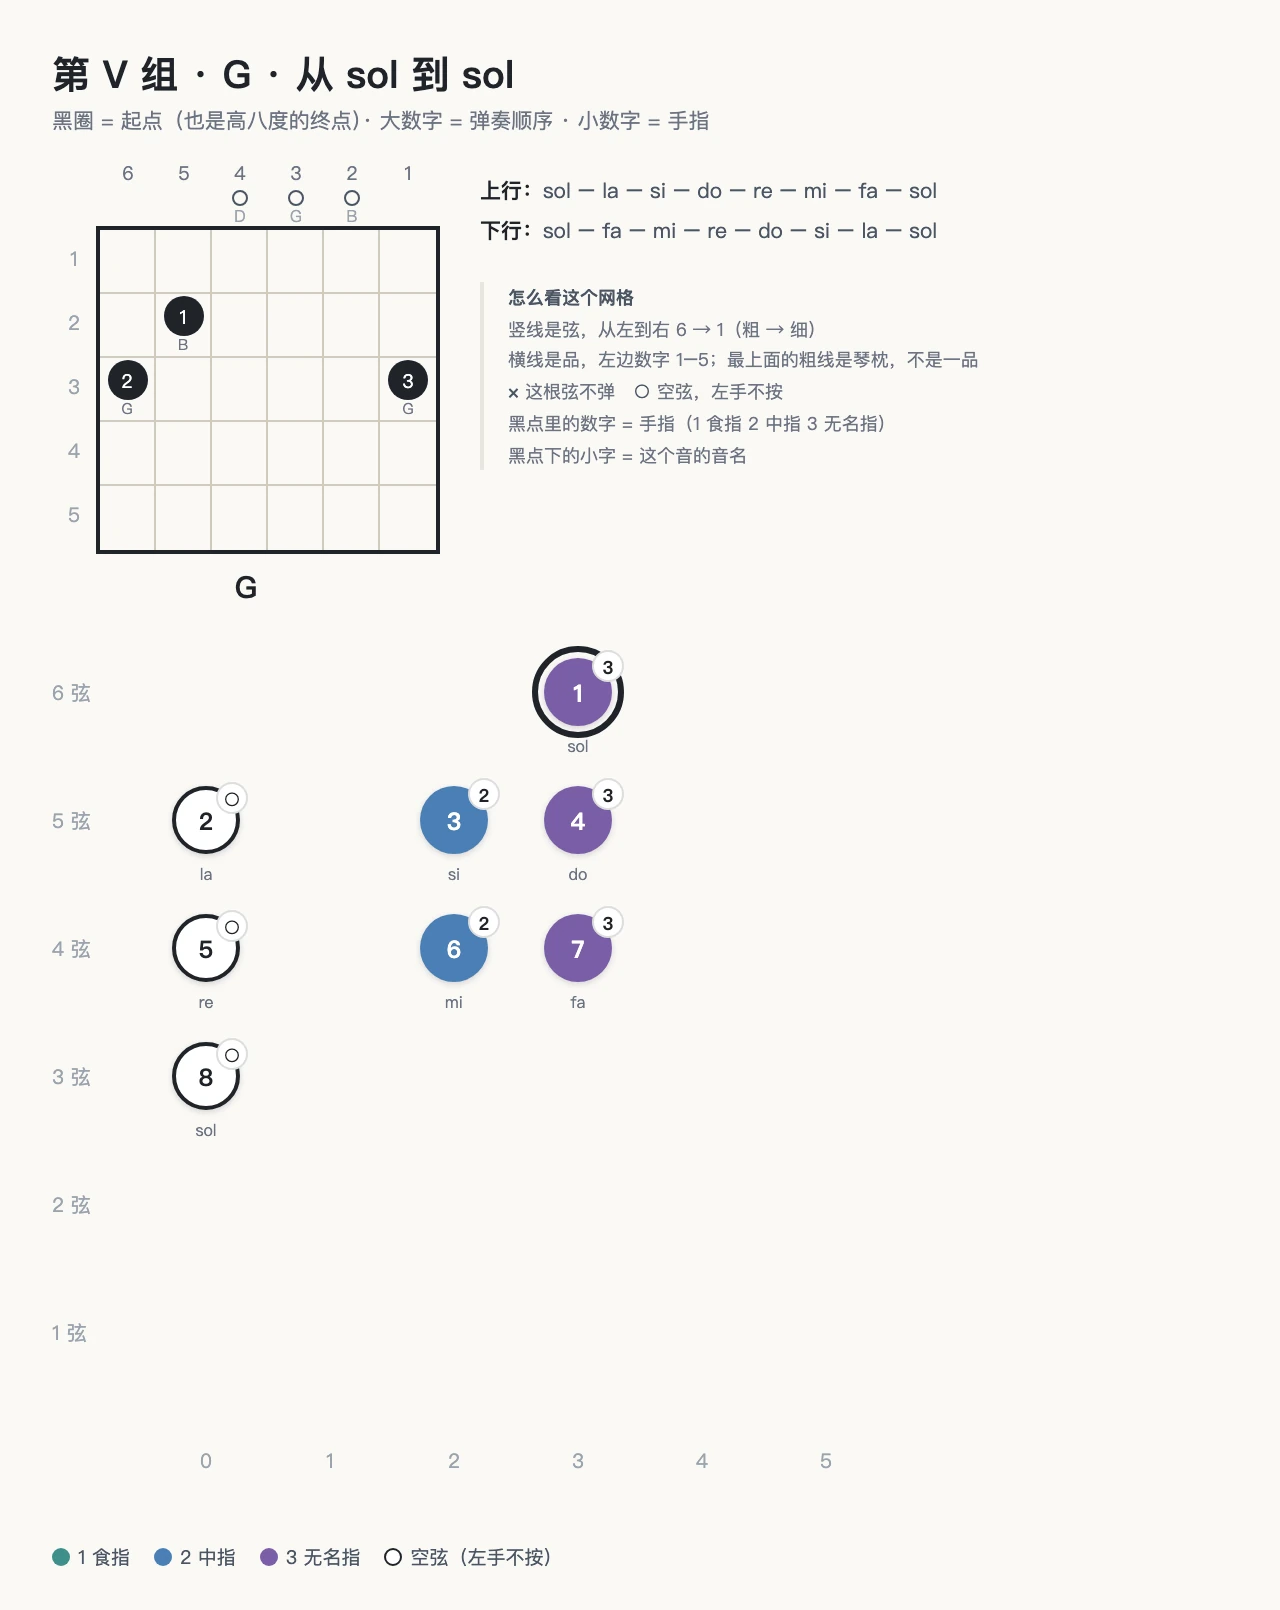 第 V 组 · G · 从 sol 到 sol
黑圈 = 起点（也是高八度的终点）· 大数字 = 弹奏顺序 · 小数字 = 手指
6 5 4 3 2 1
D G B
上行：sol — la — si — do — re — mi — fa — sol
下行：sol — fa — mi — re — do — si — la — sol
1
2 1
B
3 2 3
G G
4
5
G
怎么看这个网格
竖线是弦，从左到右 6 → 1（粗 → 细）
横线是品，左边数字 1—5；最上面的粗线是琴枕，不是一品
× 这根弦不弹 ○ 空弦，左手不按
黑点里的数字 = 手指（1 食指 2 中指 3 无名指）
黑点下的小字 = 这个音的音名
6 弦 1 3
sol
5 弦 2 ○ 3 2 4 3
la si do
4 弦 5 ○ 6 2 7 3
re mi fa
3 弦 8 ○
sol
2 弦
1 弦
0 1 2 3 4 5
1 食指 2 中指 3 无名指 空弦（左手不按）